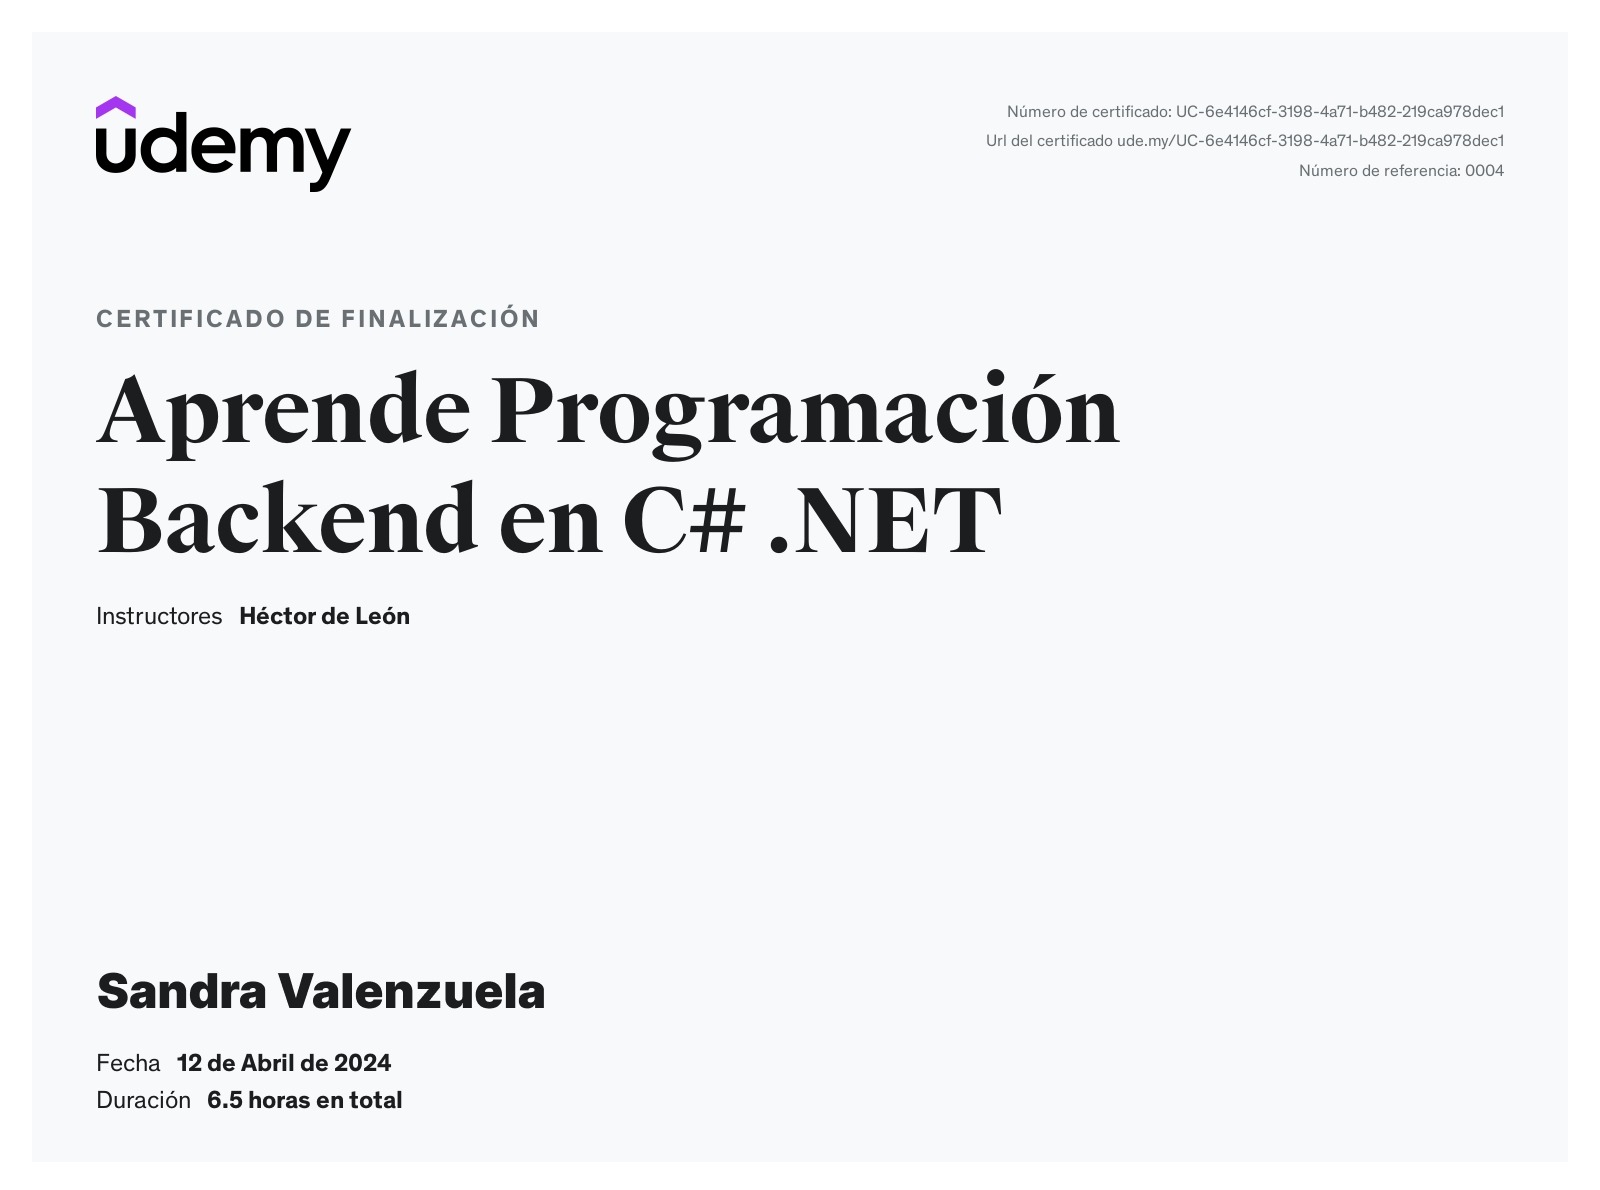 udemy
Número de certificado: UC-6e4146cf-3198-4a71-b482-219ca978dec1
Url del certificado ude.my/UC-6e4146cf-3198-4a71-b482-219ca978dec1
Número de referencia: 0004
CERTIFICADO DE FINALIZACIÓN
Aprende Programación
Backend en C# .NET
Instructores Héctor de León
Sandra Valenzuela
Fecha 12 de Abril de 2024
Duración 6.5 horas en total